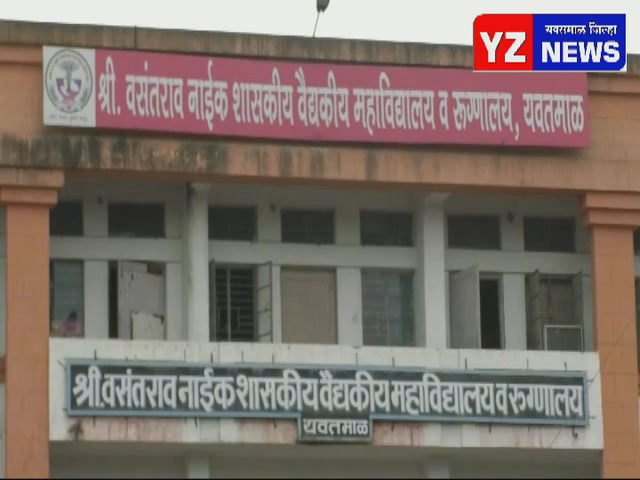 यवतमाळ जिल्हा
YZ NEWS
श्री. वसंतराव नाईक शासकीय वैद्यकीय महाविद्यालय व रुग्णालय, यवतमाळ
श्री. वसंतराव नाईक शासकीय वैद्यकीय महाविद्यालय व रुग्णालय
यवतमाळ